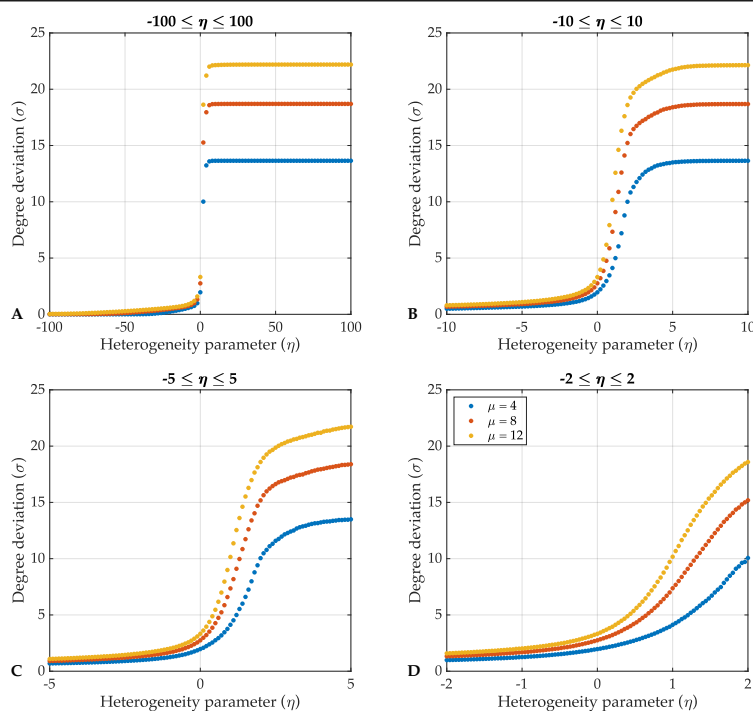 -100 ≤ η ≤ 100
25
20
15
10
5
0
Degree deviation (σ)
A
-100
-50
0
50
100
Heterogeneity parameter (η)
-10 ≤ η ≤ 10
25
20
15
10
5
0
Degree deviation (σ)
B
-10
-5
0
5
10
Heterogeneity parameter (η)
-5 ≤ η ≤ 5
25
20
15
10
5
0
Degree deviation (σ)
C
-5
0
5
Heterogeneity parameter (η)
-2 ≤ η ≤ 2
25
20
15
10
5
0
Degree deviation (σ)
μ = 4
μ = 8
μ = 12
D
-2
-1
0
1
2
Heterogeneity parameter (η)